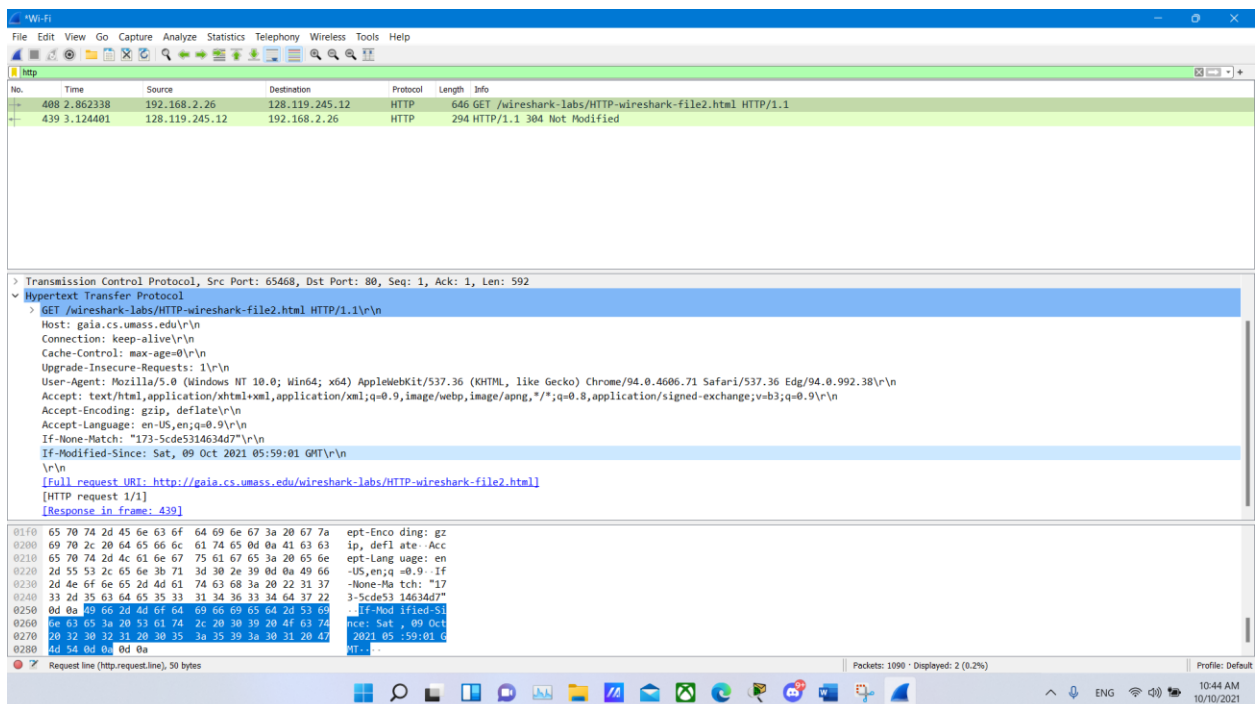 *Wi-Fi
File Edit View Go Capture Analyze Statistics Telephony Wireless Tools Help
http
No. Time Source Destination Protocol Length Info
408 2.862338 192.168.2.26 128.119.245.12 HTTP 646 GET /wireshark-labs/HTTP-wireshark-file2.html HTTP/1.1
439 3.124401 128.119.245.12 192.168.2.26 HTTP 294 HTTP/1.1 304 Not Modified
> Transmission Control Protocol, Src Port: 65468, Dst Port: 80, Seq: 1, Ack: 1, Len: 592
Hypertext Transfer Protocol
> GET /wireshark-labs/HTTP-wireshark-file2.html HTTP/1.1\r\n
Host: gaia.cs.umass.edu\r\n
Connection: keep-alive\r\n
Cache-Control: max-age=0\r\n
Upgrade-Insecure-Requests: 1\r\n
User-Agent: Mozilla/5.0 (Windows NT 10.0; Win64; x64) AppleWebKit/537.36 (KHTML, like Gecko) Chrome/94.0.4606.71 Safari/537.36 Edg/94.0.992.38\r\n
Accept: text/html,application/xhtml+xml,application/xml;q=0.9,image/webp,image/apng,*/*;q=0.8,application/signed-exchange;v=b3;q=0.9\r\n
Accept-Encoding: gzip, deflate\r\n
Accept-Language: en-US,en;q=0.9\r\n
If-None-Match: "173-5cde5314634d7"\r\n
If-Modified-Since: Sat, 09 Oct 2021 05:59:01 GMT\r\n
\r\n
[Full request URI: http://gaia.cs.umass.edu/wireshark-labs/HTTP-wireshark-file2.html]
[HTTP request 1/1]
[Response in frame: 439]
01f0 65 70 74 2d 45 6e 63 6f 64 69 6e 67 3a 20 67 7a ept-Enco ding: gz
0200 69 70 2c 20 64 65 66 6c 61 74 65 0d 0a 41 63 63 ip, defl ate··Acc
0210 65 70 74 2d 4c 61 6e 67 75 61 67 65 3a 20 65 6e ept-Lang uage: en
0220 2d 55 53 2c 65 6e 3b 71 3d 30 2e 39 0d 0a 49 66 -US,en;q =0.9··If
0230 2d 4e 6f 6e 65 2d 4d 61 74 63 68 3a 20 22 31 37 -None-Ma tch: "17
0240 33 2d 35 63 64 65 35 33 31 34 36 33 34 64 37 22 3-5cde53 14634d7"
0250 0d 0a 49 66 2d 4d 6f 64 69 66 69 65 64 2d 53 69 ··If-Mod ified-Si
0260 6e 63 65 3a 20 53 61 74 2c 20 30 39 20 4f 63 74 nce: Sat , 09 Oct
0270 20 32 30 32 31 20 30 35 3a 35 39 3a 30 31 20 47 2021 05 :59:01 G
0280 4d 54 0d 0a 0d 0a MT····
Request line (http.request.line), 50 bytes Packets: 1090 · Displayed: 2 (0.2%) Profile: Default
ENG 10:44 AM
10/10/2021